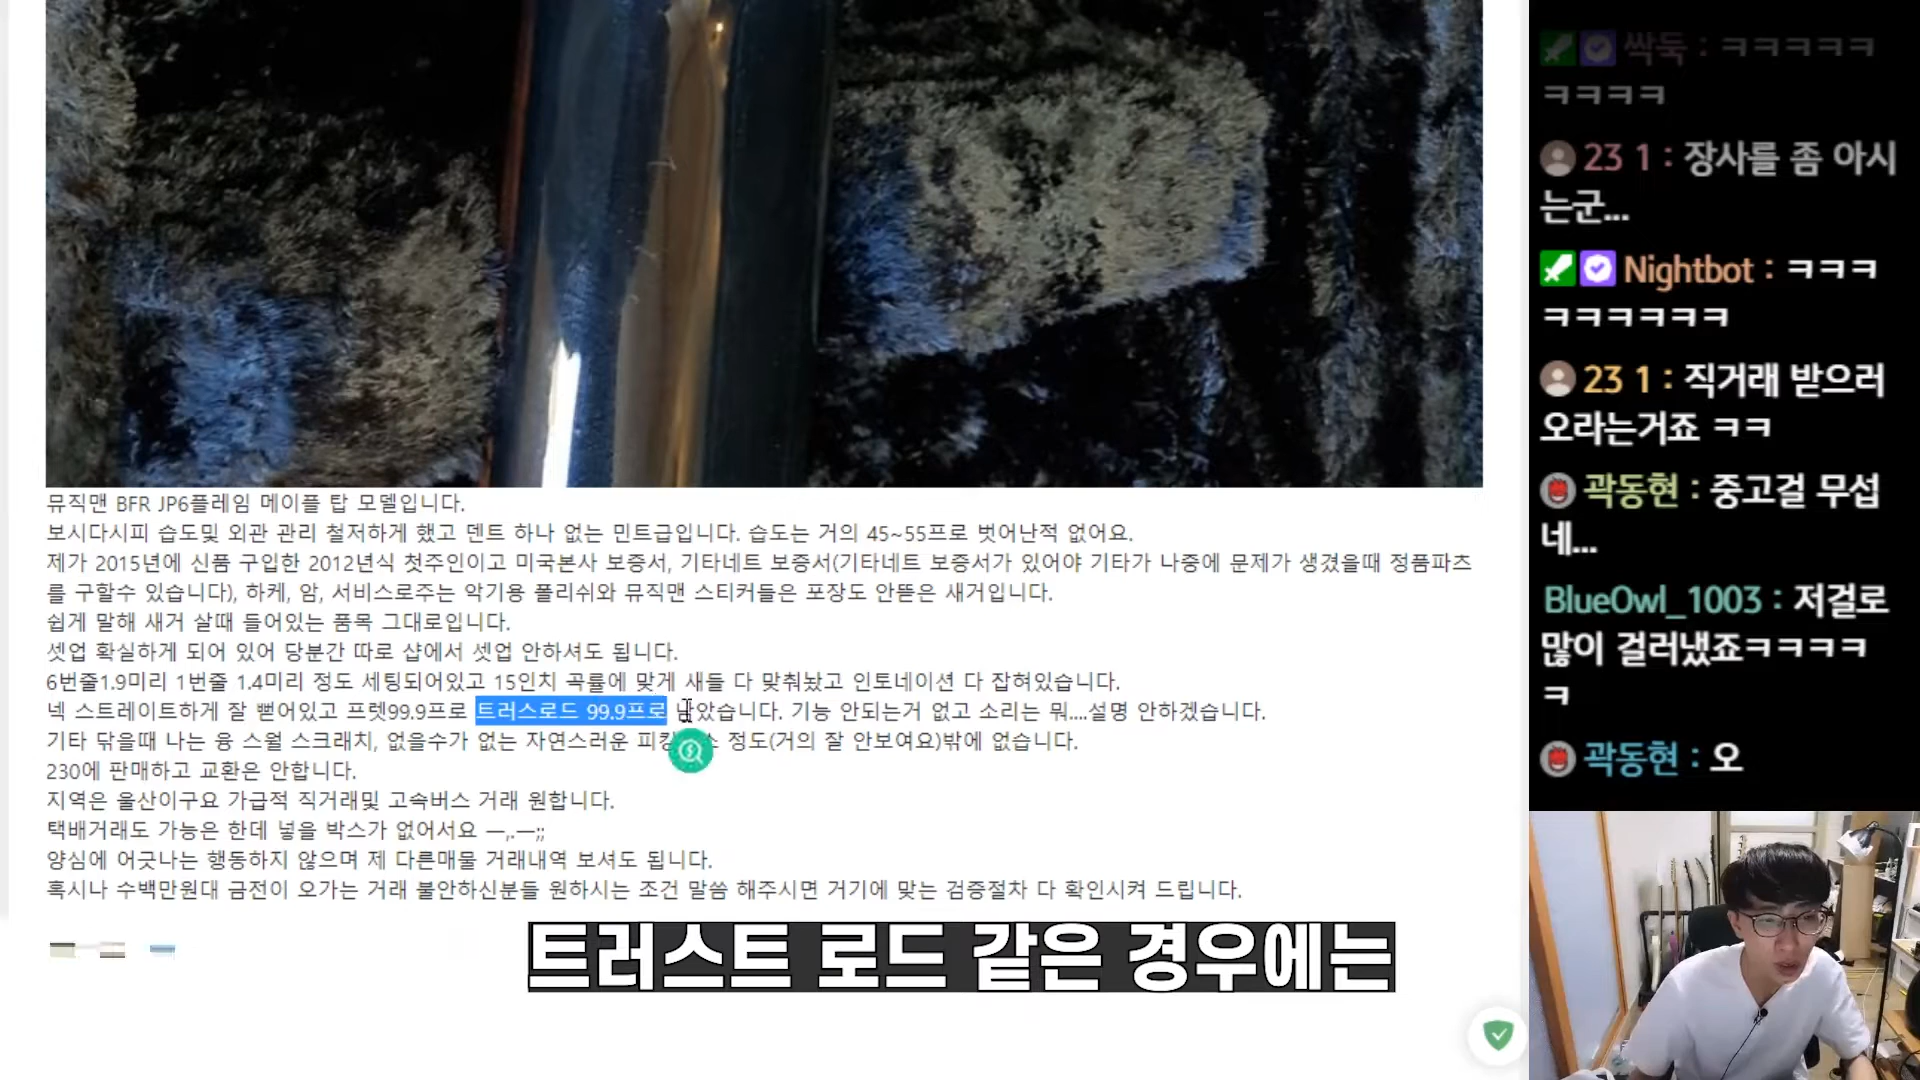 뮤직맨 BFR JP6플레임 메이플 탑 모델입니다.
보시다시피 습도및 외관 관리 철저하게 했고 덴트 하나 없는 민트급입니다. 습도는 거의 45~55프로 벗어난적 없어요.
제가 2015년에 신품 구입한 2012년식 첫주인이고 미국본사 보증서, 기타네트 보증서(기타네트 보증서가 있어야 기타가 나중에 문제가 생겼을때 정품파츠
를 구할수 있습니다), 하케, 암, 서비스로주는 악기용 폴리쉬와 뮤직맨 스티커들은 포장도 안뜯은 새거입니다.
쉽게 말해 새거 살때 들어있는 품목 그대로입니다.
셋업 확실하게 되어 있어 당분간 따로 샵에서 셋업 안하셔도 됩니다.
6번줄1.9미리 1번줄 1.4미리 정도 세팅되어있고 15인치 곡률에 맞게 새들 다 맞춰놨고 인토네이션 다 잡혀있습니다.
넥 스트레이트하게 잘 뻗어있고 프렛99.9프로 트러스로드 99.9프로 남았습니다. 기능 안되는거 없고 소리는 뭐....설명 안하겠습니다.
기타 닦을때 나는 융 스월 스크래치, 없을수가 없는 자연스러운 정도(거의 잘 안보여요)밖에 없습니다.
230에 판매하고 교환은 안합니다.
지역은 울산이구요 가급적 직거래및 고속버스 거래 원합니다.
택배거래도 가능은 한데 넣을 박스가 없어서요 ㅡ,.ㅡ;;
양심에 어긋나는 행동하지 않으며 제 다른매물 거래내역 보셔도 됩니다.
혹시나 수백만원대 금전이 오가는 거래 불안하신분들 원하시는 조건 말씀 해주시면 거기에 맞는 검증절차 다 확인시켜 드립니다.
트러스트 로드 같은 경우에는
싹둑 : ㅋㅋㅋㅋㅋ
ㅋㅋㅋㅋ
23 1 : 장사를 좀 아시
는군...
Nightbot : ㅋㅋㅋ
ㅋㅋㅋㅋㅋㅋ
23 1 : 직거래 받으러
오라는거죠 ㅋㅋ
곽동현 : 중고걸 무섭
네...
BlueOwl_1003 : 저걸로
많이 걸러냈죠ㅋㅋㅋㅋ
ㅋ
곽동현 : 오